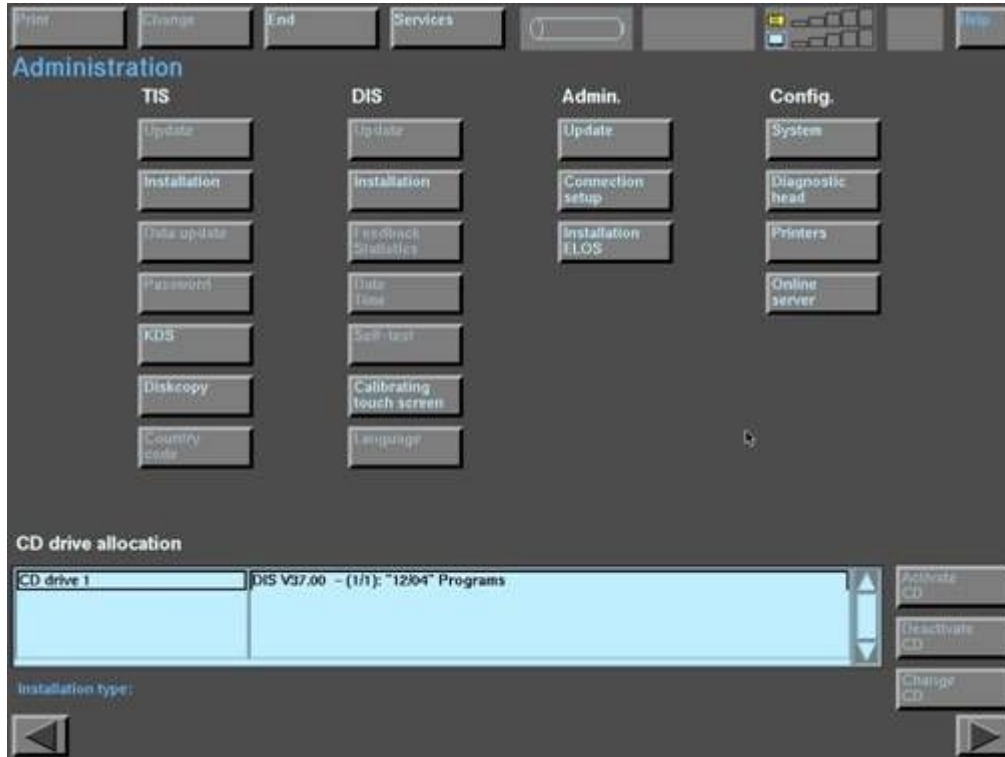 Print
Change
End
Services
Help
Administration
TIS
DIS
Admin.
Config.
Update
Update
Update
System
Installation
Installation
Connection
setup
Diagnostic
head
Data update
Feedback
Statistics
Installation
ELOS
Printers
Password
Date
Time
Online
server
KDS
Self-test
Diskcopy
Calibrating
touch screen
Country
code
Language
CD drive allocation
CD drive 1
DIS V37.00 - (1/1): "12/04" Programs
Activate
CD
Deactivate
CD
Change
CD
Installation type: